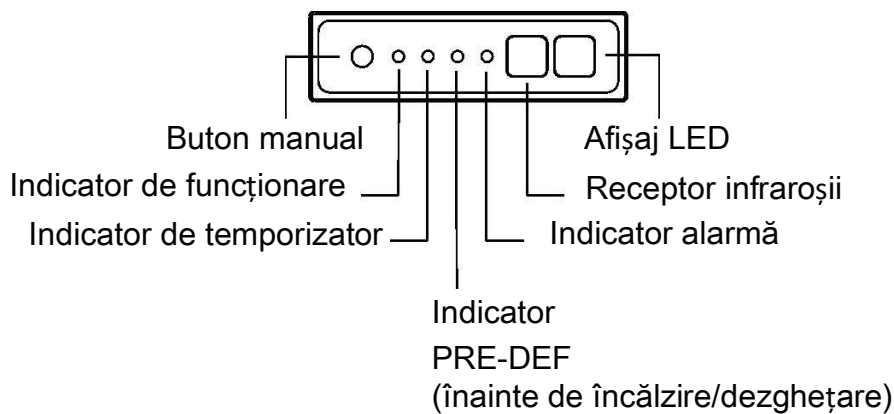 Buton manual
Afișaj LED
Indicator de funcționare
Receptor infraroșii
Indicator de temporizator
Indicator alarmă
Indicator
PRE-DEF
(înainte de încălzire/dezghețare)